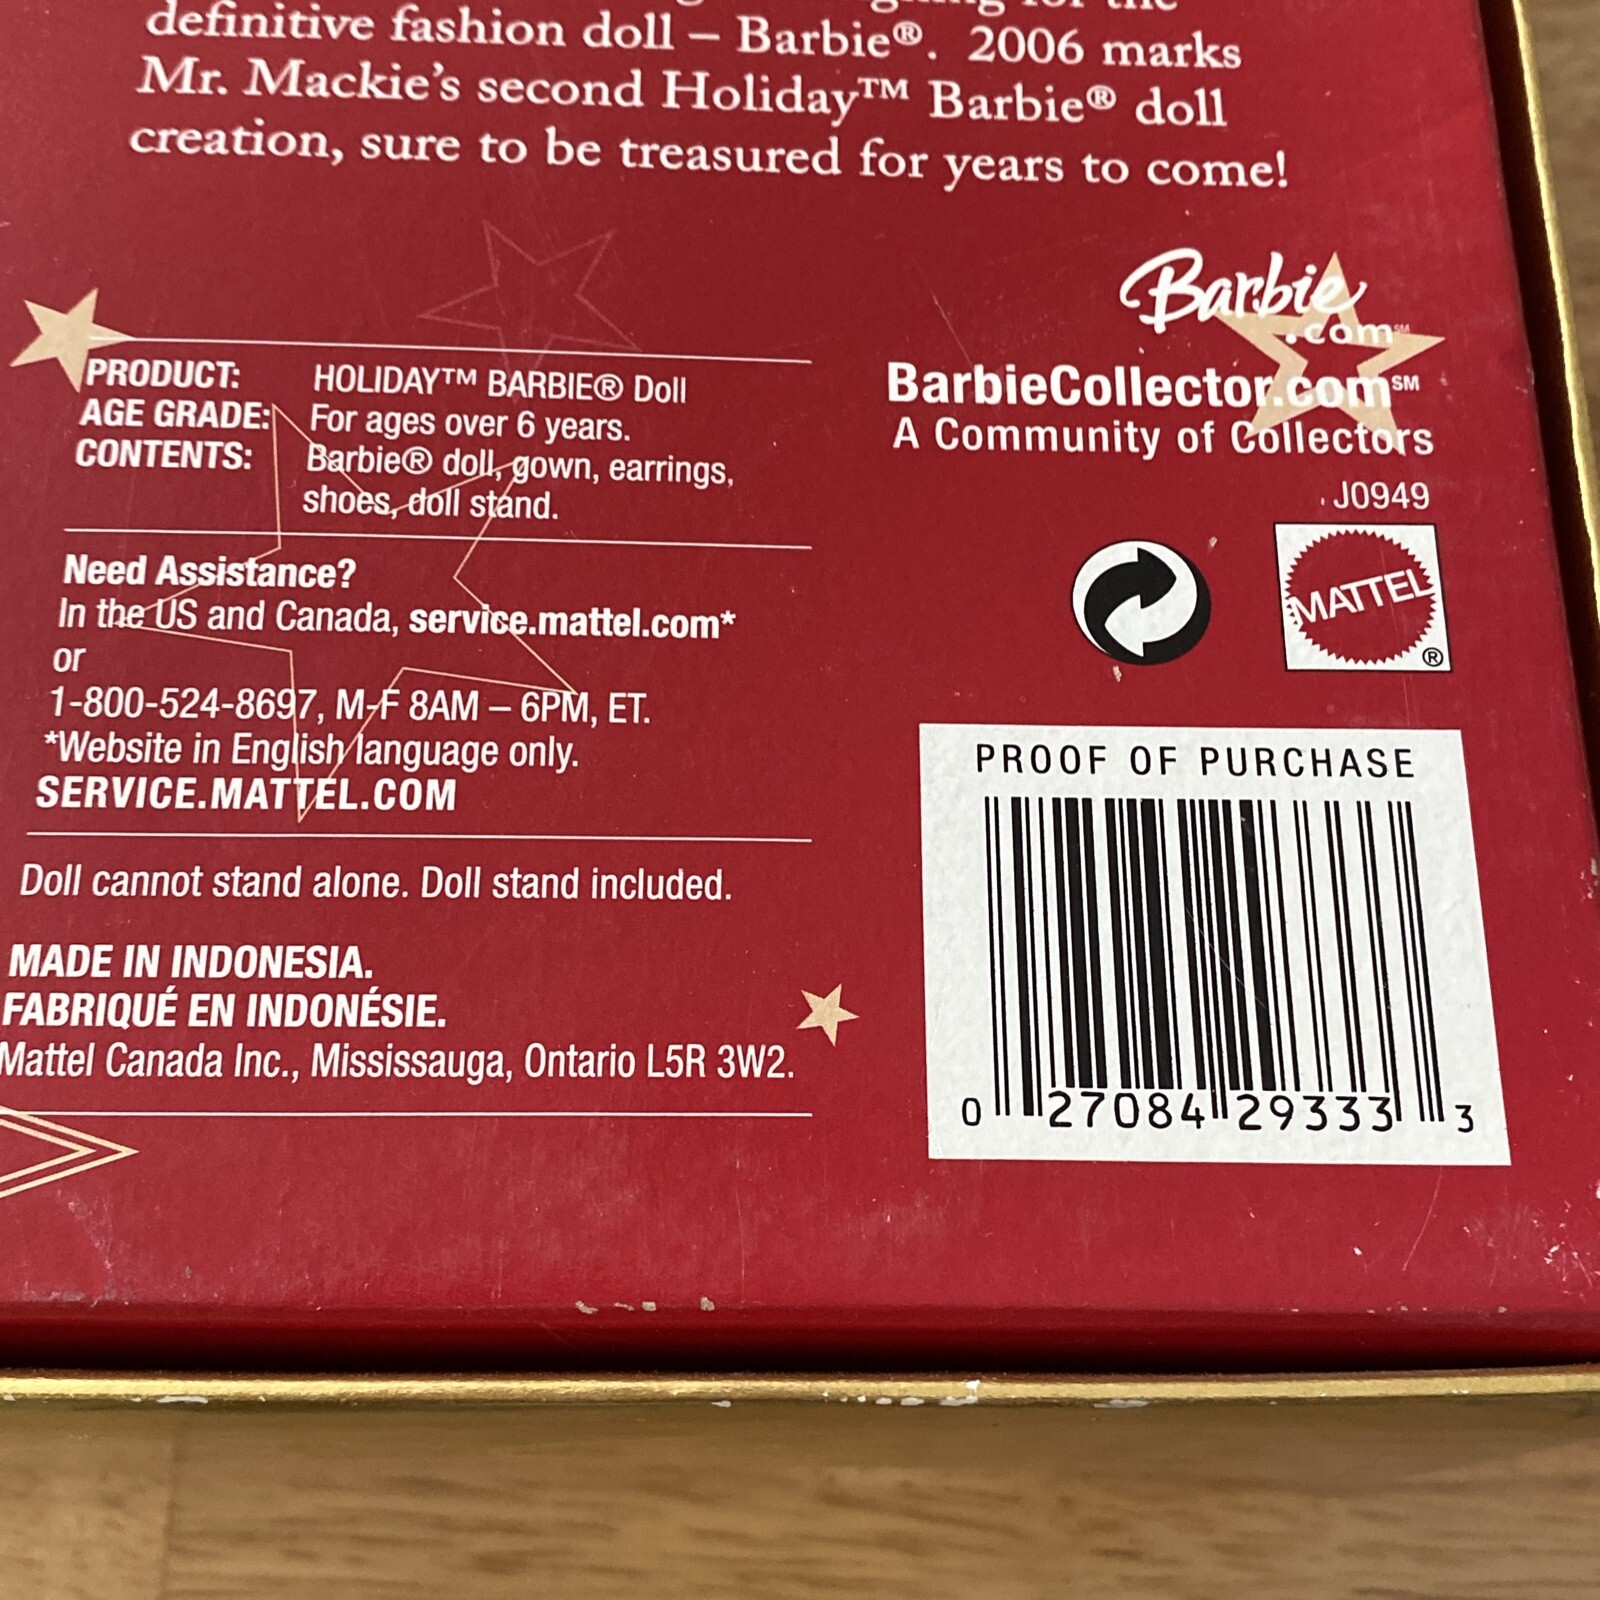 definitive fashion doll – Barbie®. 2006 marks
Mr. Mackie's second Holiday™ Barbie® doll
creation, sure to be treasured for years to come!
Barbie
.com℠
BarbieCollector.com℠
A Community of Collectors
J0949
MATTEL
®
PRODUCT: HOLIDAY™ BARBIE® Doll
AGE GRADE: For ages over 6 years.
CONTENTS: Barbie® doll, gown, earrings,
shoes, doll stand.
Need Assistance?
In the US and Canada, service.mattel.com*
or
1-800-524-8697, M-F 8AM – 6PM, ET.
*Website in English language only.
SERVICE.MATTEL.COM
Doll cannot stand alone. Doll stand included.
MADE IN INDONESIA.
FABRIQUÉ EN INDONÉSIE.
Mattel Canada Inc., Mississauga, Ontario L5R 3W2.
PROOF OF PURCHASE
0 27084 29333 3